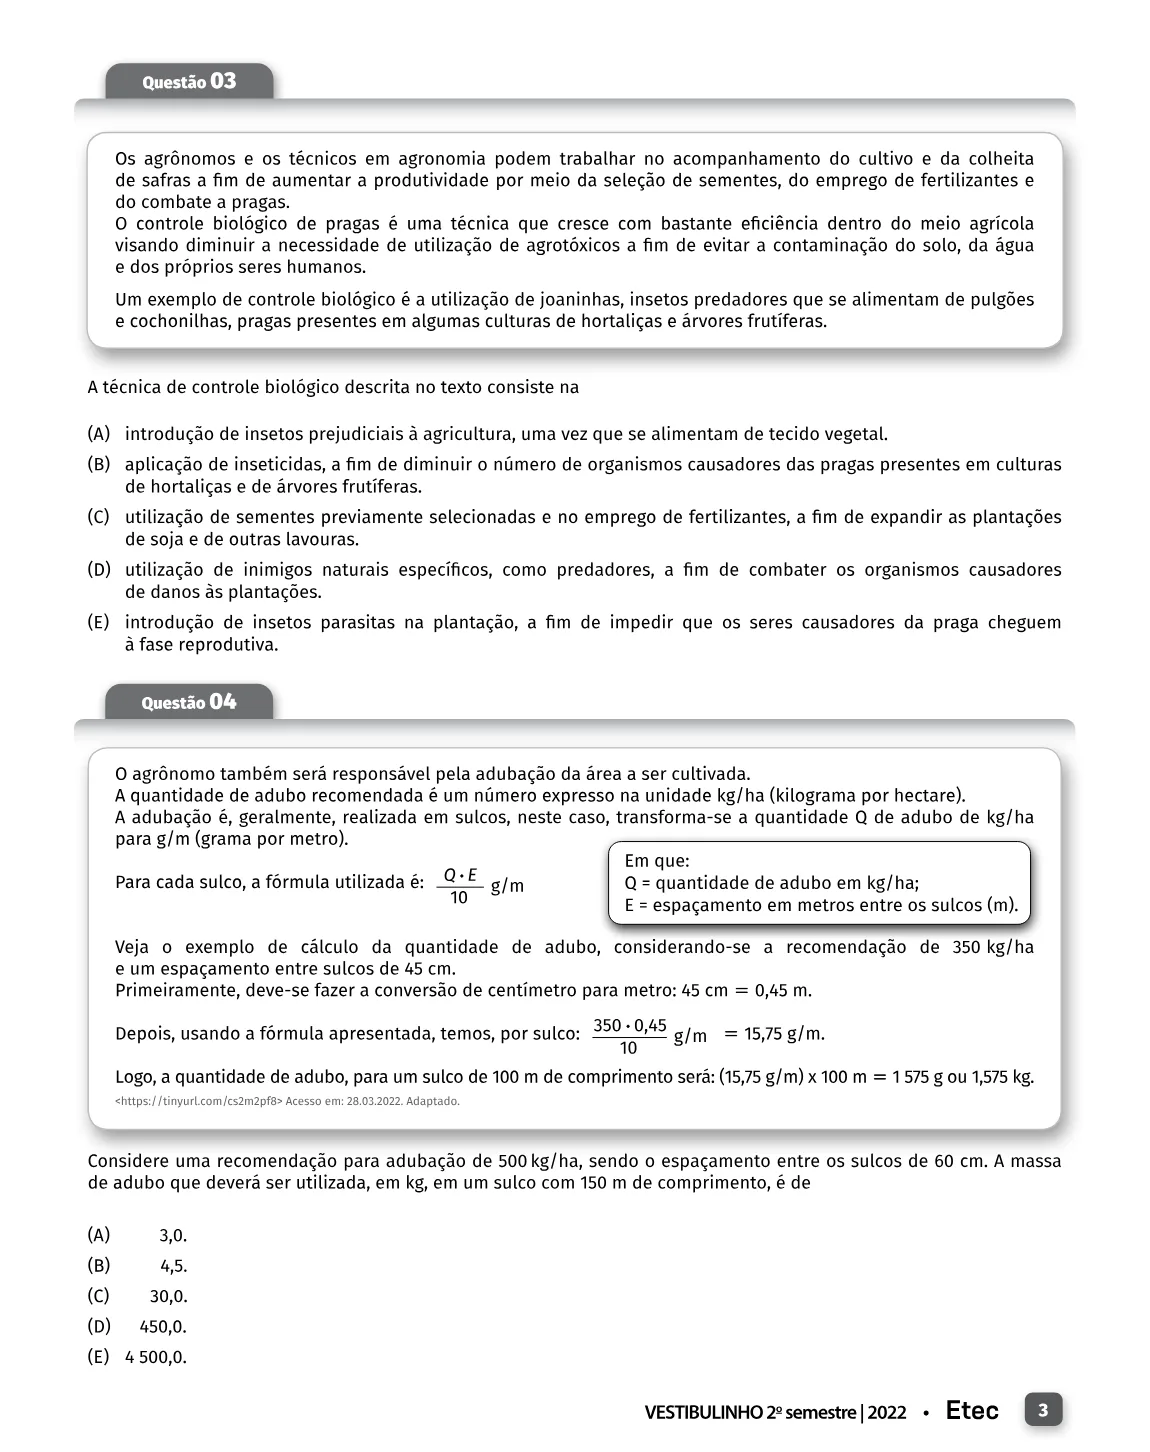 Questão 03
Os agrônomos e os técnicos em agronomia podem trabalhar no acompanhamento do cultivo e da colheita
de safras a fim de aumentar a produtividade por meio da seleção de sementes, do emprego de fertilizantes e
do combate a pragas.
O controle biológico de pragas é uma técnica que cresce com bastante eficiência dentro do meio agrícola
visando diminuir a necessidade de utilização de agrotóxicos a fim de evitar a contaminação do solo, da água
e dos próprios seres humanos.
Um exemplo de controle biológico é a utilização de joaninhas, insetos predadores que se alimentam de pulgões
e cochonilhas, pragas presentes em algumas culturas de hortaliças e árvores frutíferas.
A técnica de controle biológico descrita no texto consiste na
(A) introdução de insetos prejudiciais à agricultura, uma vez que se alimentam de tecido vegetal.
(B) aplicação de inseticidas, a fim de diminuir o número de organismos causadores das pragas presentes em culturas
de hortaliças e de árvores frutíferas.
(C) utilização de sementes previamente selecionadas e no emprego de fertilizantes, a fim de expandir as plantações
de soja e de outras lavouras.
(D) utilização de inimigos naturais específicos, como predadores, a fim de combater os organismos causadores
de danos às plantações.
(E) introdução de insetos parasitas na plantação, a fim de impedir que os seres causadores da praga cheguem
à fase reprodutiva.
Questão 04
O agrônomo também será responsável pela adubação da área a ser cultivada.
A quantidade de adubo recomendada é um número expresso na unidade kg/ha (kilograma por hectare).
A adubação é, geralmente, realizada em sulcos, neste caso, transforma-se a quantidade Q de adubo de kg/ha
para g/m (grama por metro).
Para cada sulco, a fórmula utilizada é: Q · E / 10 g/m
Em que:
Q = quantidade de adubo em kg/ha;
E = espaçamento em metros entre os sulcos (m).
Veja o exemplo de cálculo da quantidade de adubo, considerando-se a recomendação de 350 kg/ha
e um espaçamento entre sulcos de 45 cm.
Primeiramente, deve-se fazer a conversão de centímetro para metro: 45 cm = 0,45 m.
Depois, usando a fórmula apresentada, temos, por sulco: 350 · 0,45 / 10 g/m = 15,75 g/m.
Logo, a quantidade de adubo, para um sulco de 100 m de comprimento será: (15,75 g/m) x 100 m = 1 575 g ou 1,575 kg.
<https://tinyurl.com/cs2m2pf8> Acesso em: 28.03.2022. Adaptado.
Considere uma recomendação para adubação de 500 kg/ha, sendo o espaçamento entre os sulcos de 60 cm. A massa
de adubo que deverá ser utilizada, em kg, em um sulco com 150 m de comprimento, é de
(A) 3,0.
(B) 4,5.
(C) 30,0.
(D) 450,0.
(E) 4 500,0.
VESTIBULINHO 2º semestre | 2022 • Etec 3